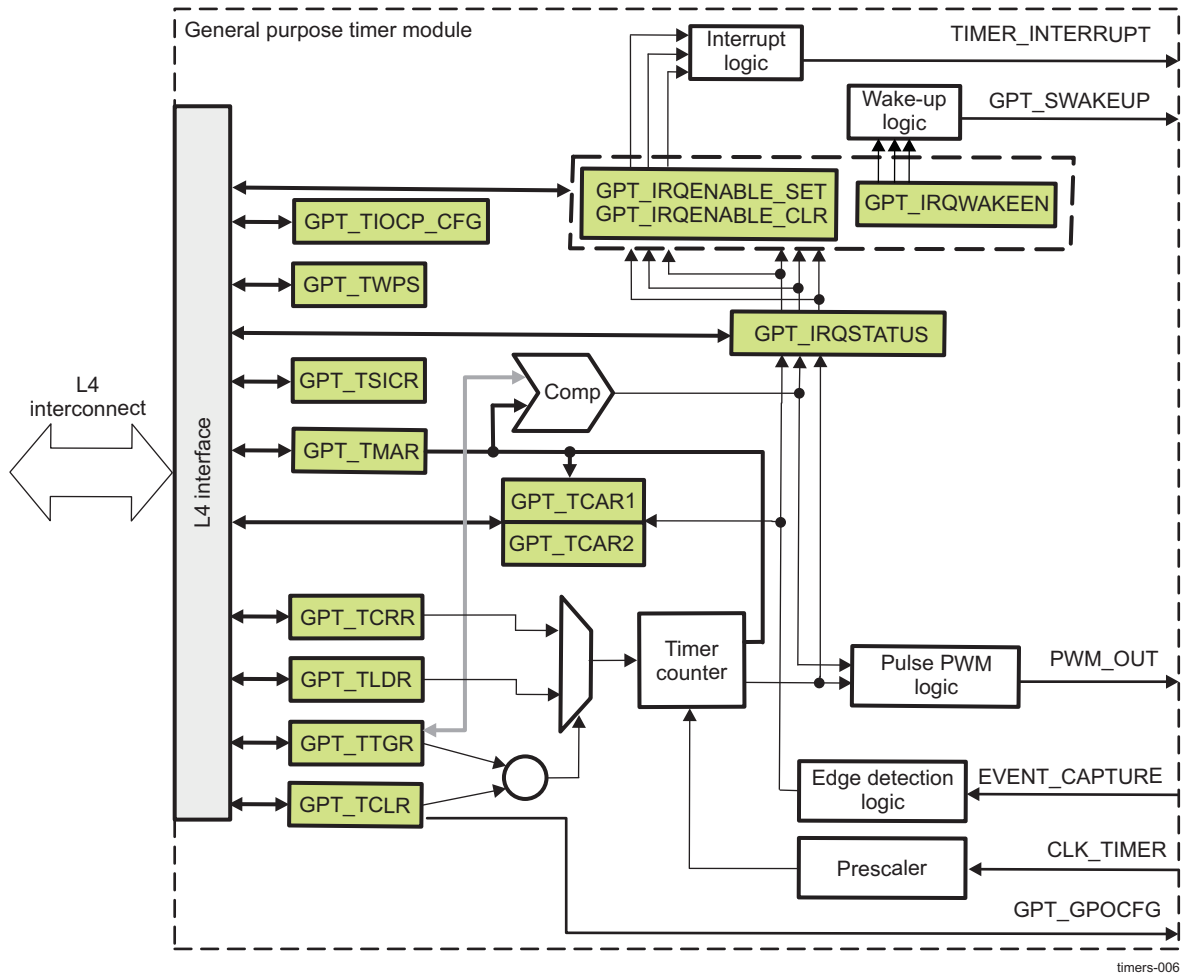 General purpose timer module
Interrupt
logic
TIMER_INTERRUPT
Wake-up
logic
GPT_SWAKEUP
GPT_IRQENABLE_SET
GPT_IRQENABLE_CLR
GPT_IRQWAKEEN
GPT_TIOCP_CFG
GPT_TWPS
GPT_IRQSTATUS
GPT_TSICR
Comp
L4
interconnect
L4 interface
GPT_TMAR
GPT_TCAR1
GPT_TCAR2
GPT_TCRR
Timer
counter
GPT_TLDR
Pulse PWM
logic
PWM_OUT
GPT_TTGR
GPT_TCLR
Edge detection
logic
EVENT_CAPTURE
Prescaler
CLK_TIMER
GPT_GPOCFG
timers-006